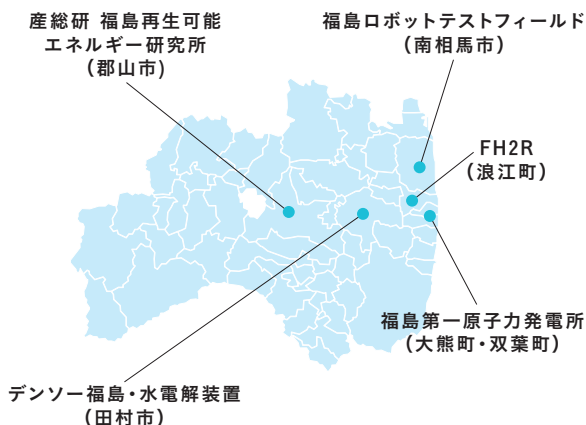 産総研 福島再生可能
エネルギー研究所
(郡山市)
福島ロボットテストフィールド
(南相馬市)
FH2R
(浪江町)
福島第一原子力発電所
(大熊町・双葉町)
デンソー福島・水電解装置
(田村市)